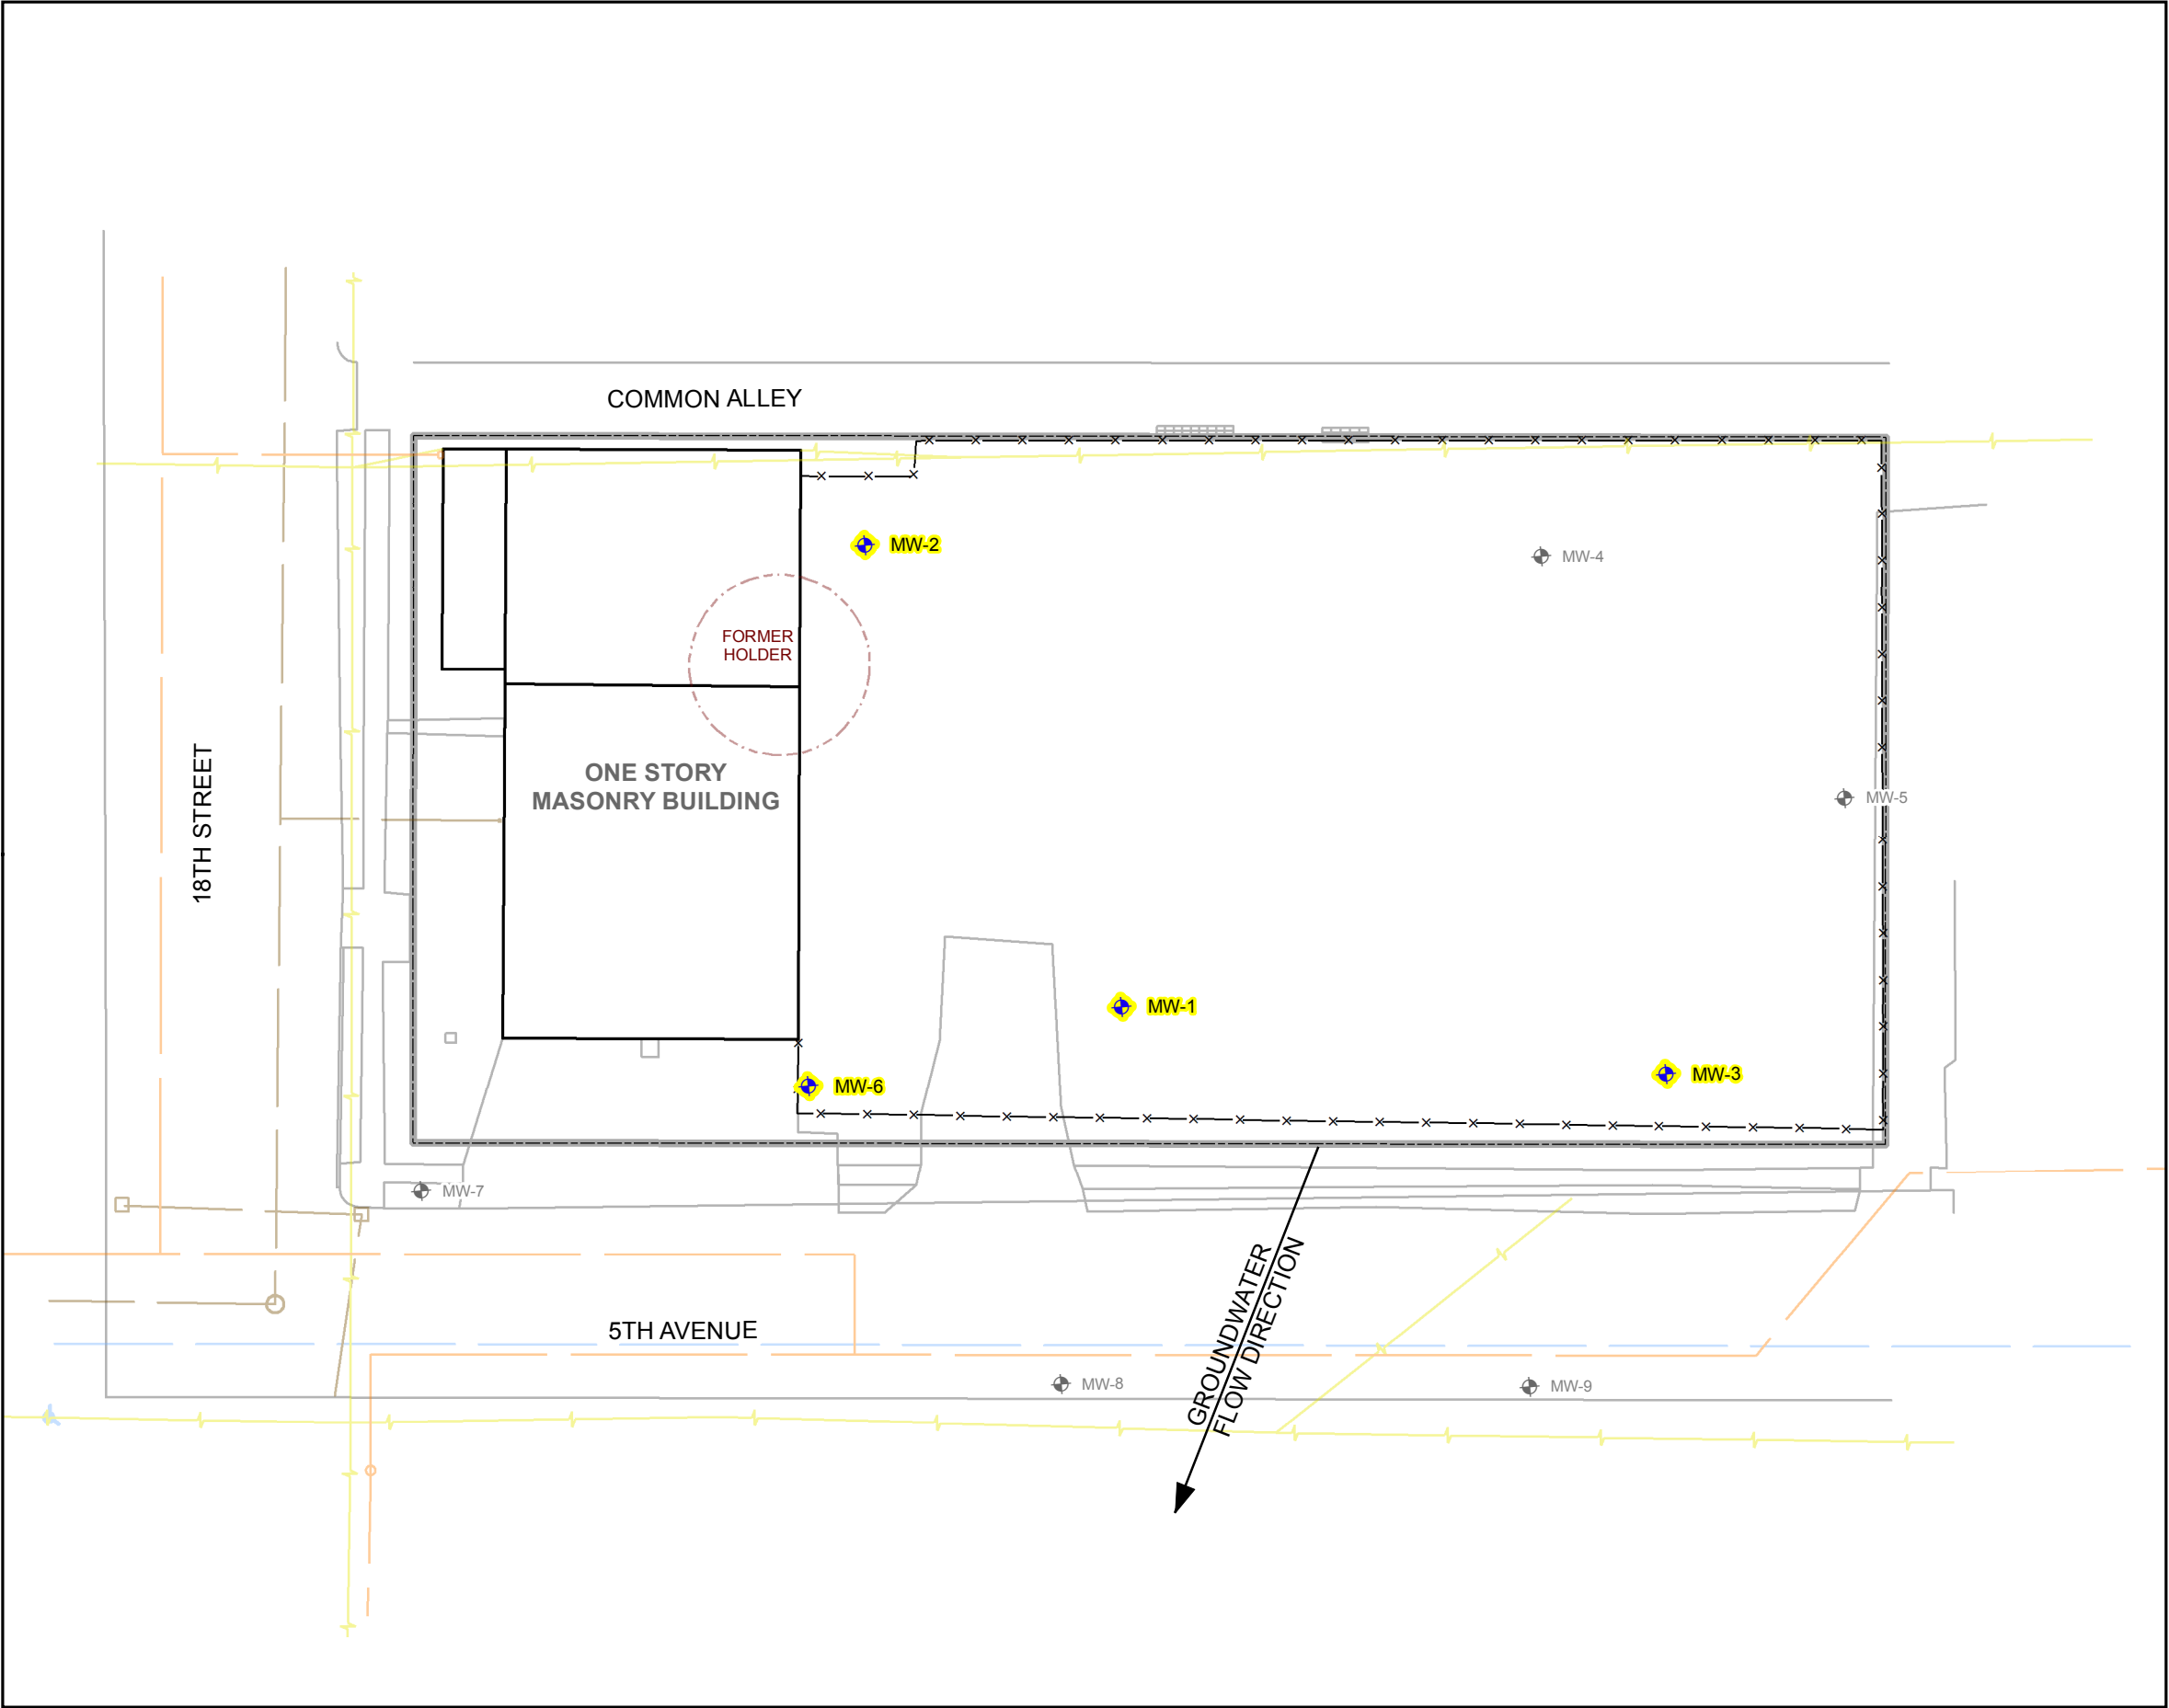 COMMON ALLEY
MW-2
MW-4
FORMER
HOLDER
18TH STREET
ONE STORY
MASONRY BUILDING
MW-5
MW-1
MW-3
MW-6
MW-7
GROUNDWATER
FLOW DIRECTION
5TH AVENUE
MW-8
MW-9